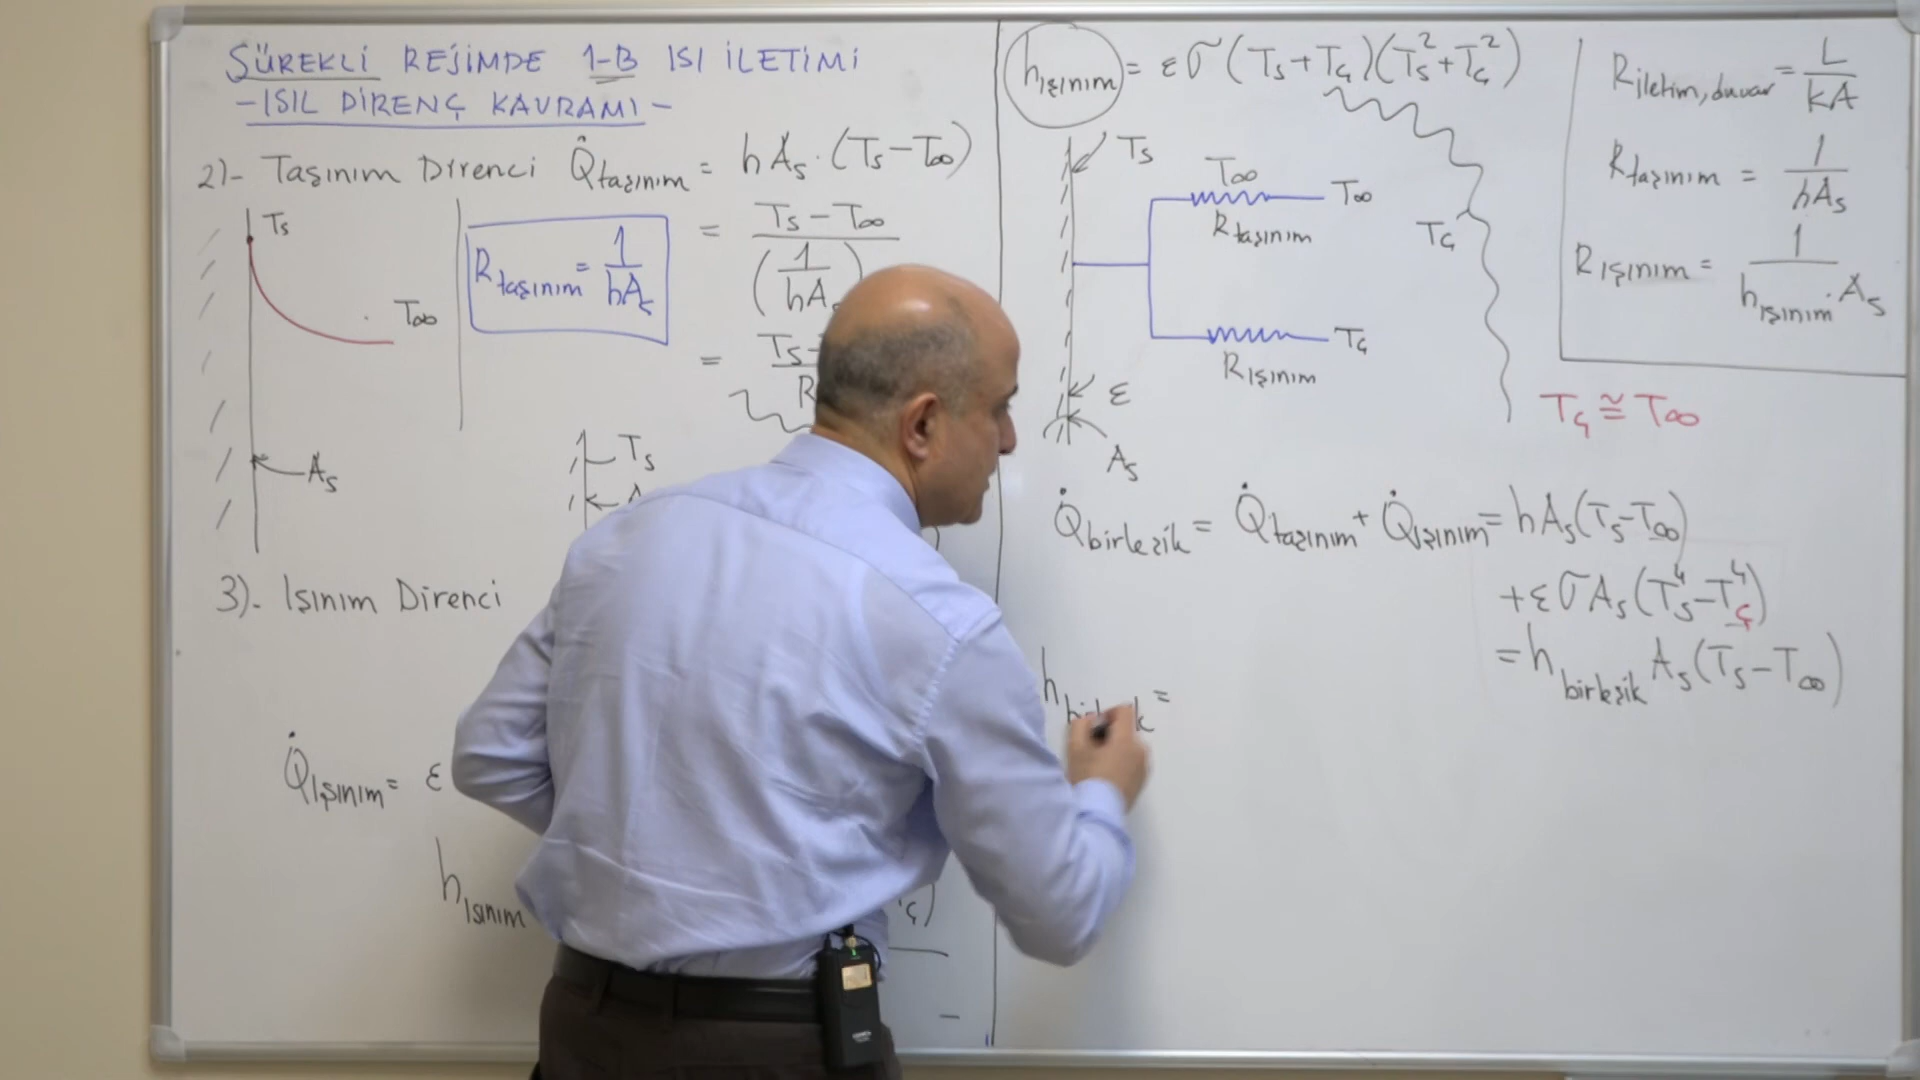 SÜREKLİ REJİMDE 1-B ISI İLETİMİ
-ISIL DİRENÇ KAVRAMI-
2)- Taşınım Direnci Q̇taşınım = hAs.(Ts-T∞)
= Ts-T∞
(1/hA
= Ts-
R
Rtaşınım = 1/hAs
Ts
T∞
As
Ts
3)- Işınım Direnci
Q̇ışınım = ε
hışınım
ç)
hışınım = εσ(Ts+Tç)(Ts²+Tç²)
Ts
T∞
T∞
Rtaşınım
Tç
Rışınım
Tç
ε
As
Riletim,duvar = L/kA
Rtaşınım = 1/hAs
Rışınım = 1/hışınım.As
Tç ≅ T∞
Q̇birleşik = Q̇taşınım + Q̇ışınım = hAs(Ts-T∞)
+εσAs(Ts⁴-Tç⁴)
= hbirleşik As(Ts-T∞)
h =